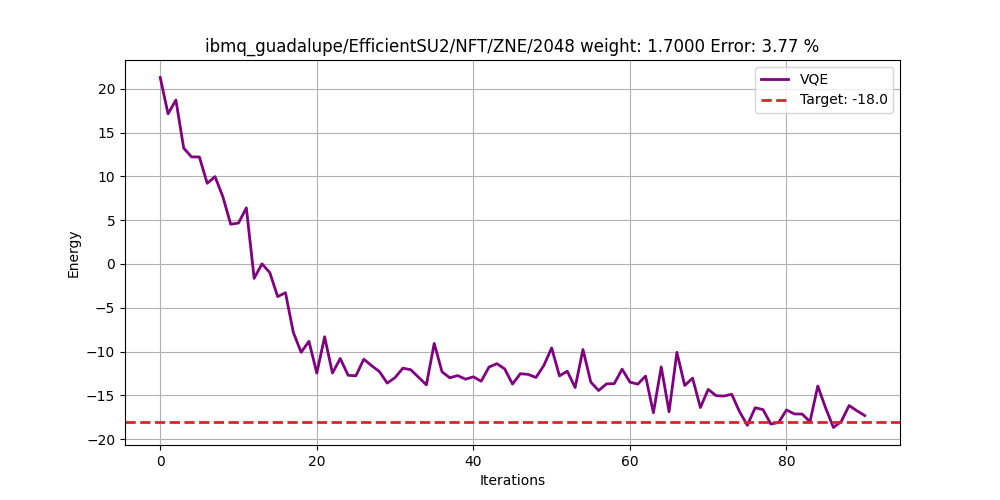 ibmq_guadalupe/EfficientSU2/NFT/ZNE/2048 weight: 1.7000 Error: 3.77 %
VQE
Target: -18.0
Energy
20
15
10
5
0
−5
−10
−15
−20
0 20 40 60 80
Iterations